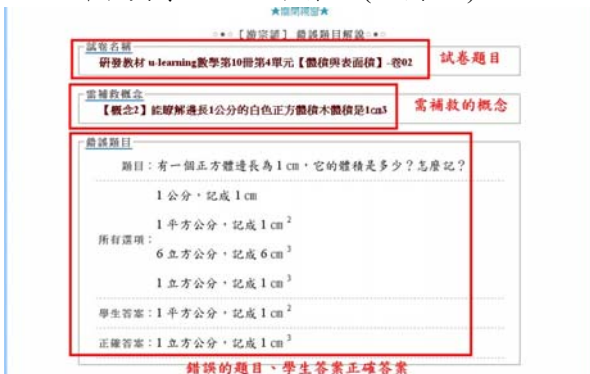 ★關閉視窗★
【游宗諺】 錯誤題目解說
試卷名稱
研發教材 u-learning數學第10冊第4單元【體積與表面積】-卷02
試卷題目
需補救概念
【概念2】能瞭解邊長1公分的白色正方體積木體積是1cm3
需補救的概念
錯誤題目
題目：有一個正方體邊長為 1 cm，它的體積是多少？怎麼記？
1 公分，記成 1 cm
1 平方公分，記成 1 cm 2
所有選項：
6 立方公分，記成 6 cm 3
1 立方公分，記成 1 cm 3
學生答案：1 平方公分，記成 1 cm 2
正確答案：1 立方公分，記成 1 cm 3
錯誤的題目、學生答案正確答案